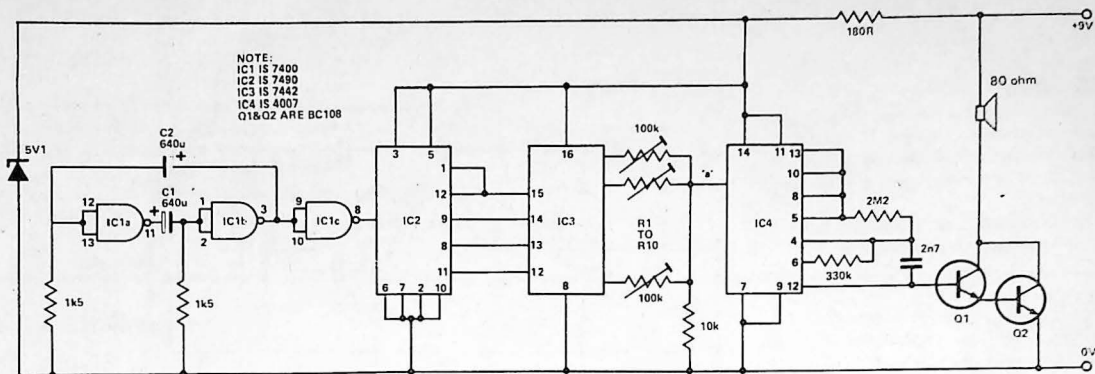 +9V
180R
NOTE:
IC1 IS 7400
IC2 IS 7490
IC3 IS 7442
IC4 IS 4007
Q1&Q2 ARE BC108
80 ohm
5V1
C2
640u
+
C1
640u
+
12
13
IC1a
11
1
2
IC1b
3
9
10
IC1c
8
1k5
1k5
3
5
IC2
1
12
9
8
11
6
7
2
10
16
IC3
15
14
13
12
8
100k
R1
TO
R10
100k
"a"
10k
14
11
IC4
13
10
8
5
4
6
12
7
9
2M2
330k
2n7
Q1
Q2
0V